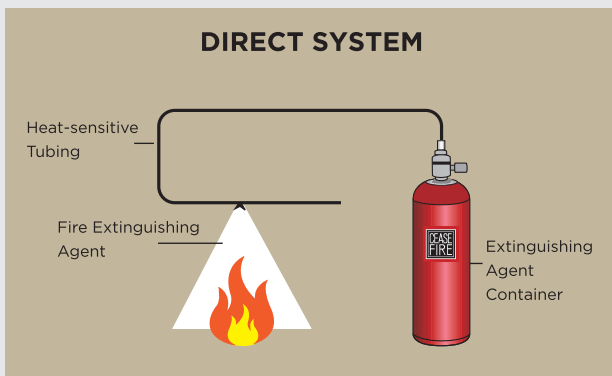 DIRECT SYSTEM
Heat-sensitive
Tubing
Fire Extinguishing
Agent
CEASE
FIRE
Extinguishing
Agent
Container